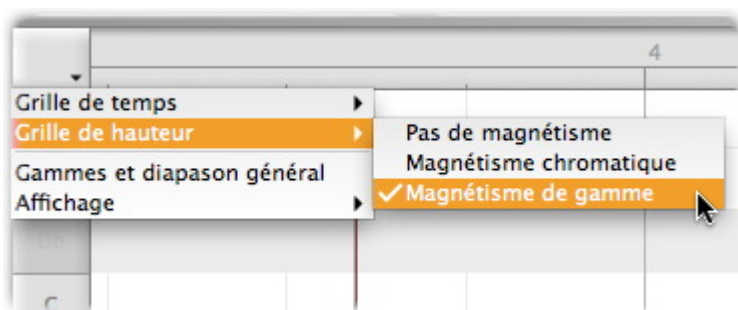 4
Grille de temps
Grille de hauteur
Pas de magnétisme
Magnétisme chromatique
Magnétisme de gamme
Gammes et diapason général
Affichage
Db
C